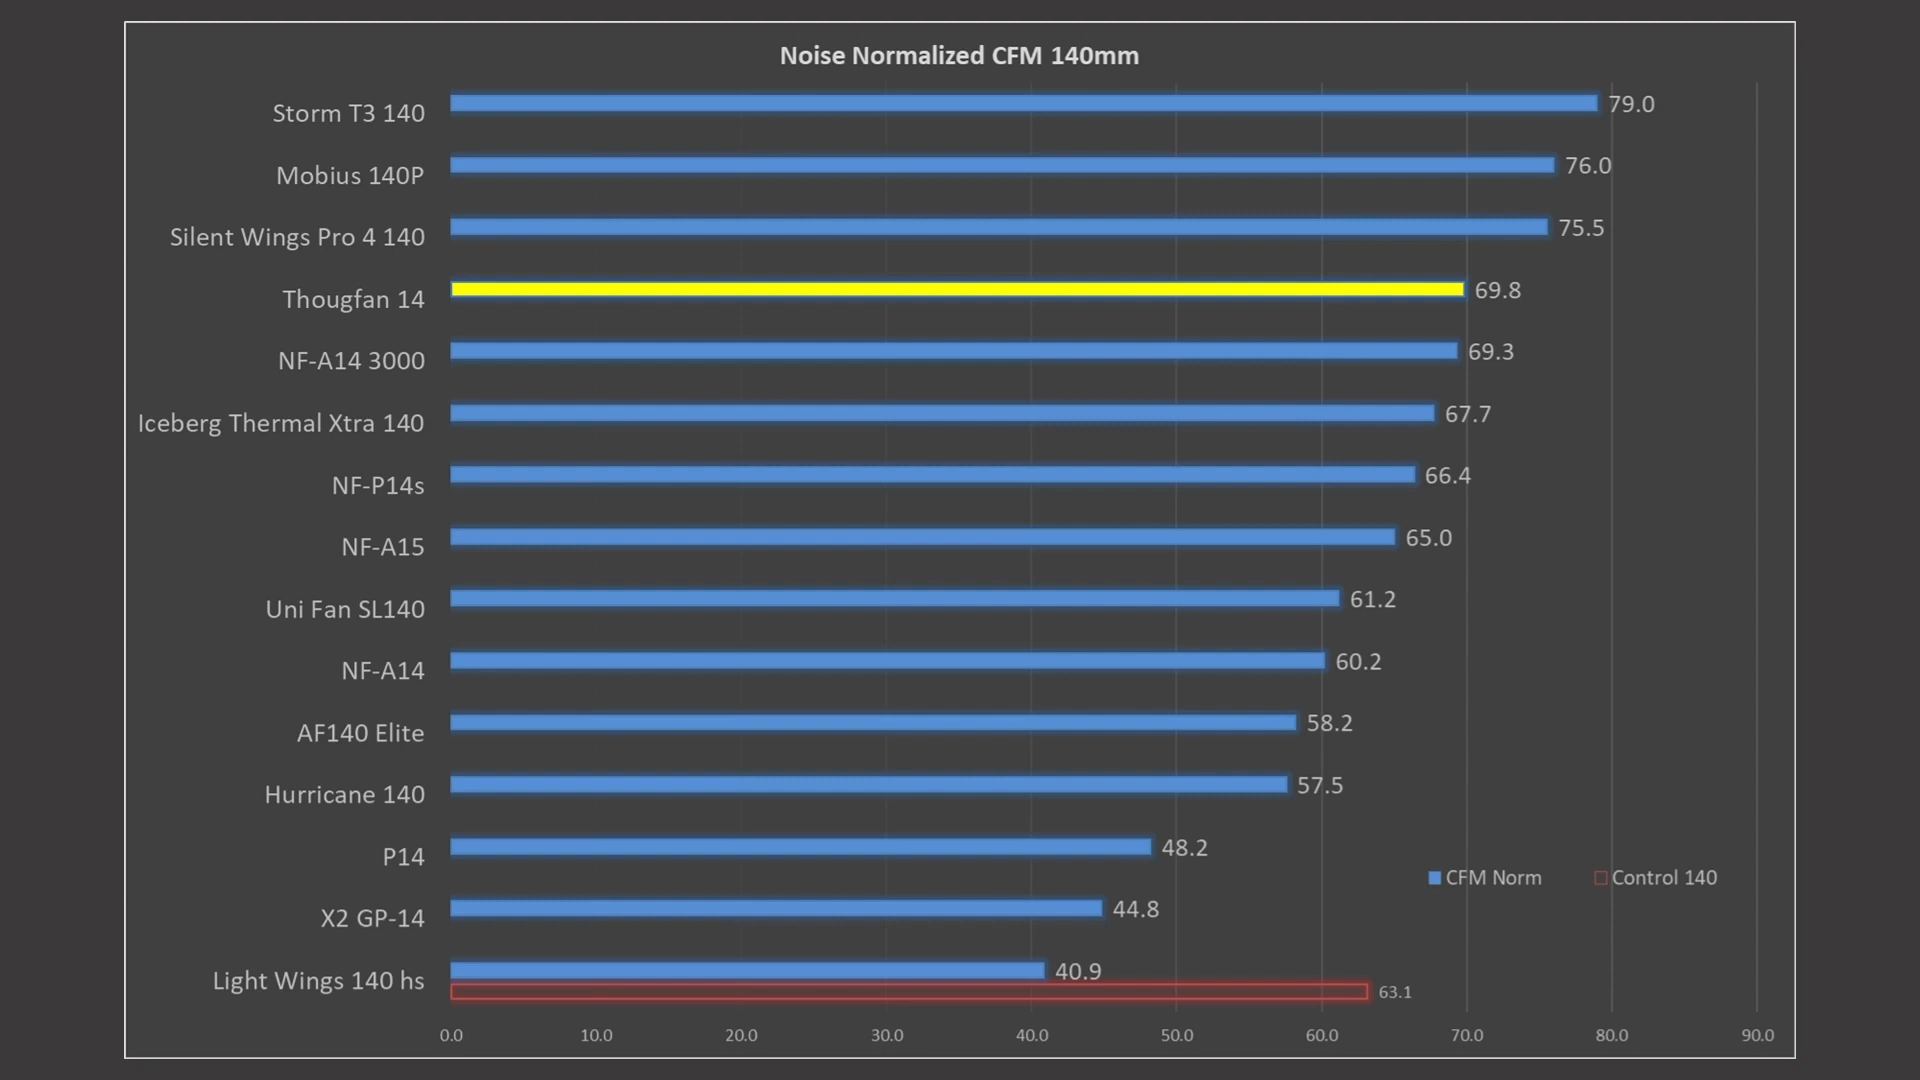 Noise Normalized CFM 140mm
Storm T3 140 79.0
Mobius 140P 76.0
Silent Wings Pro 4 140 75.5
Thougfan 14 69.8
NF-A14 3000 69.3
Iceberg Thermal Xtra 140 67.7
NF-P14s 66.4
NF-A15 65.0
Uni Fan SL140 61.2
NF-A14 60.2
AF140 Elite 58.2
Hurricane 140 57.5
P14 48.2
CFM Norm Control 140
X2 GP-14 44.8
Light Wings 140 hs 40.9
63.1
0.0 10.0 20.0 30.0 40.0 50.0 60.0 70.0 80.0 90.0